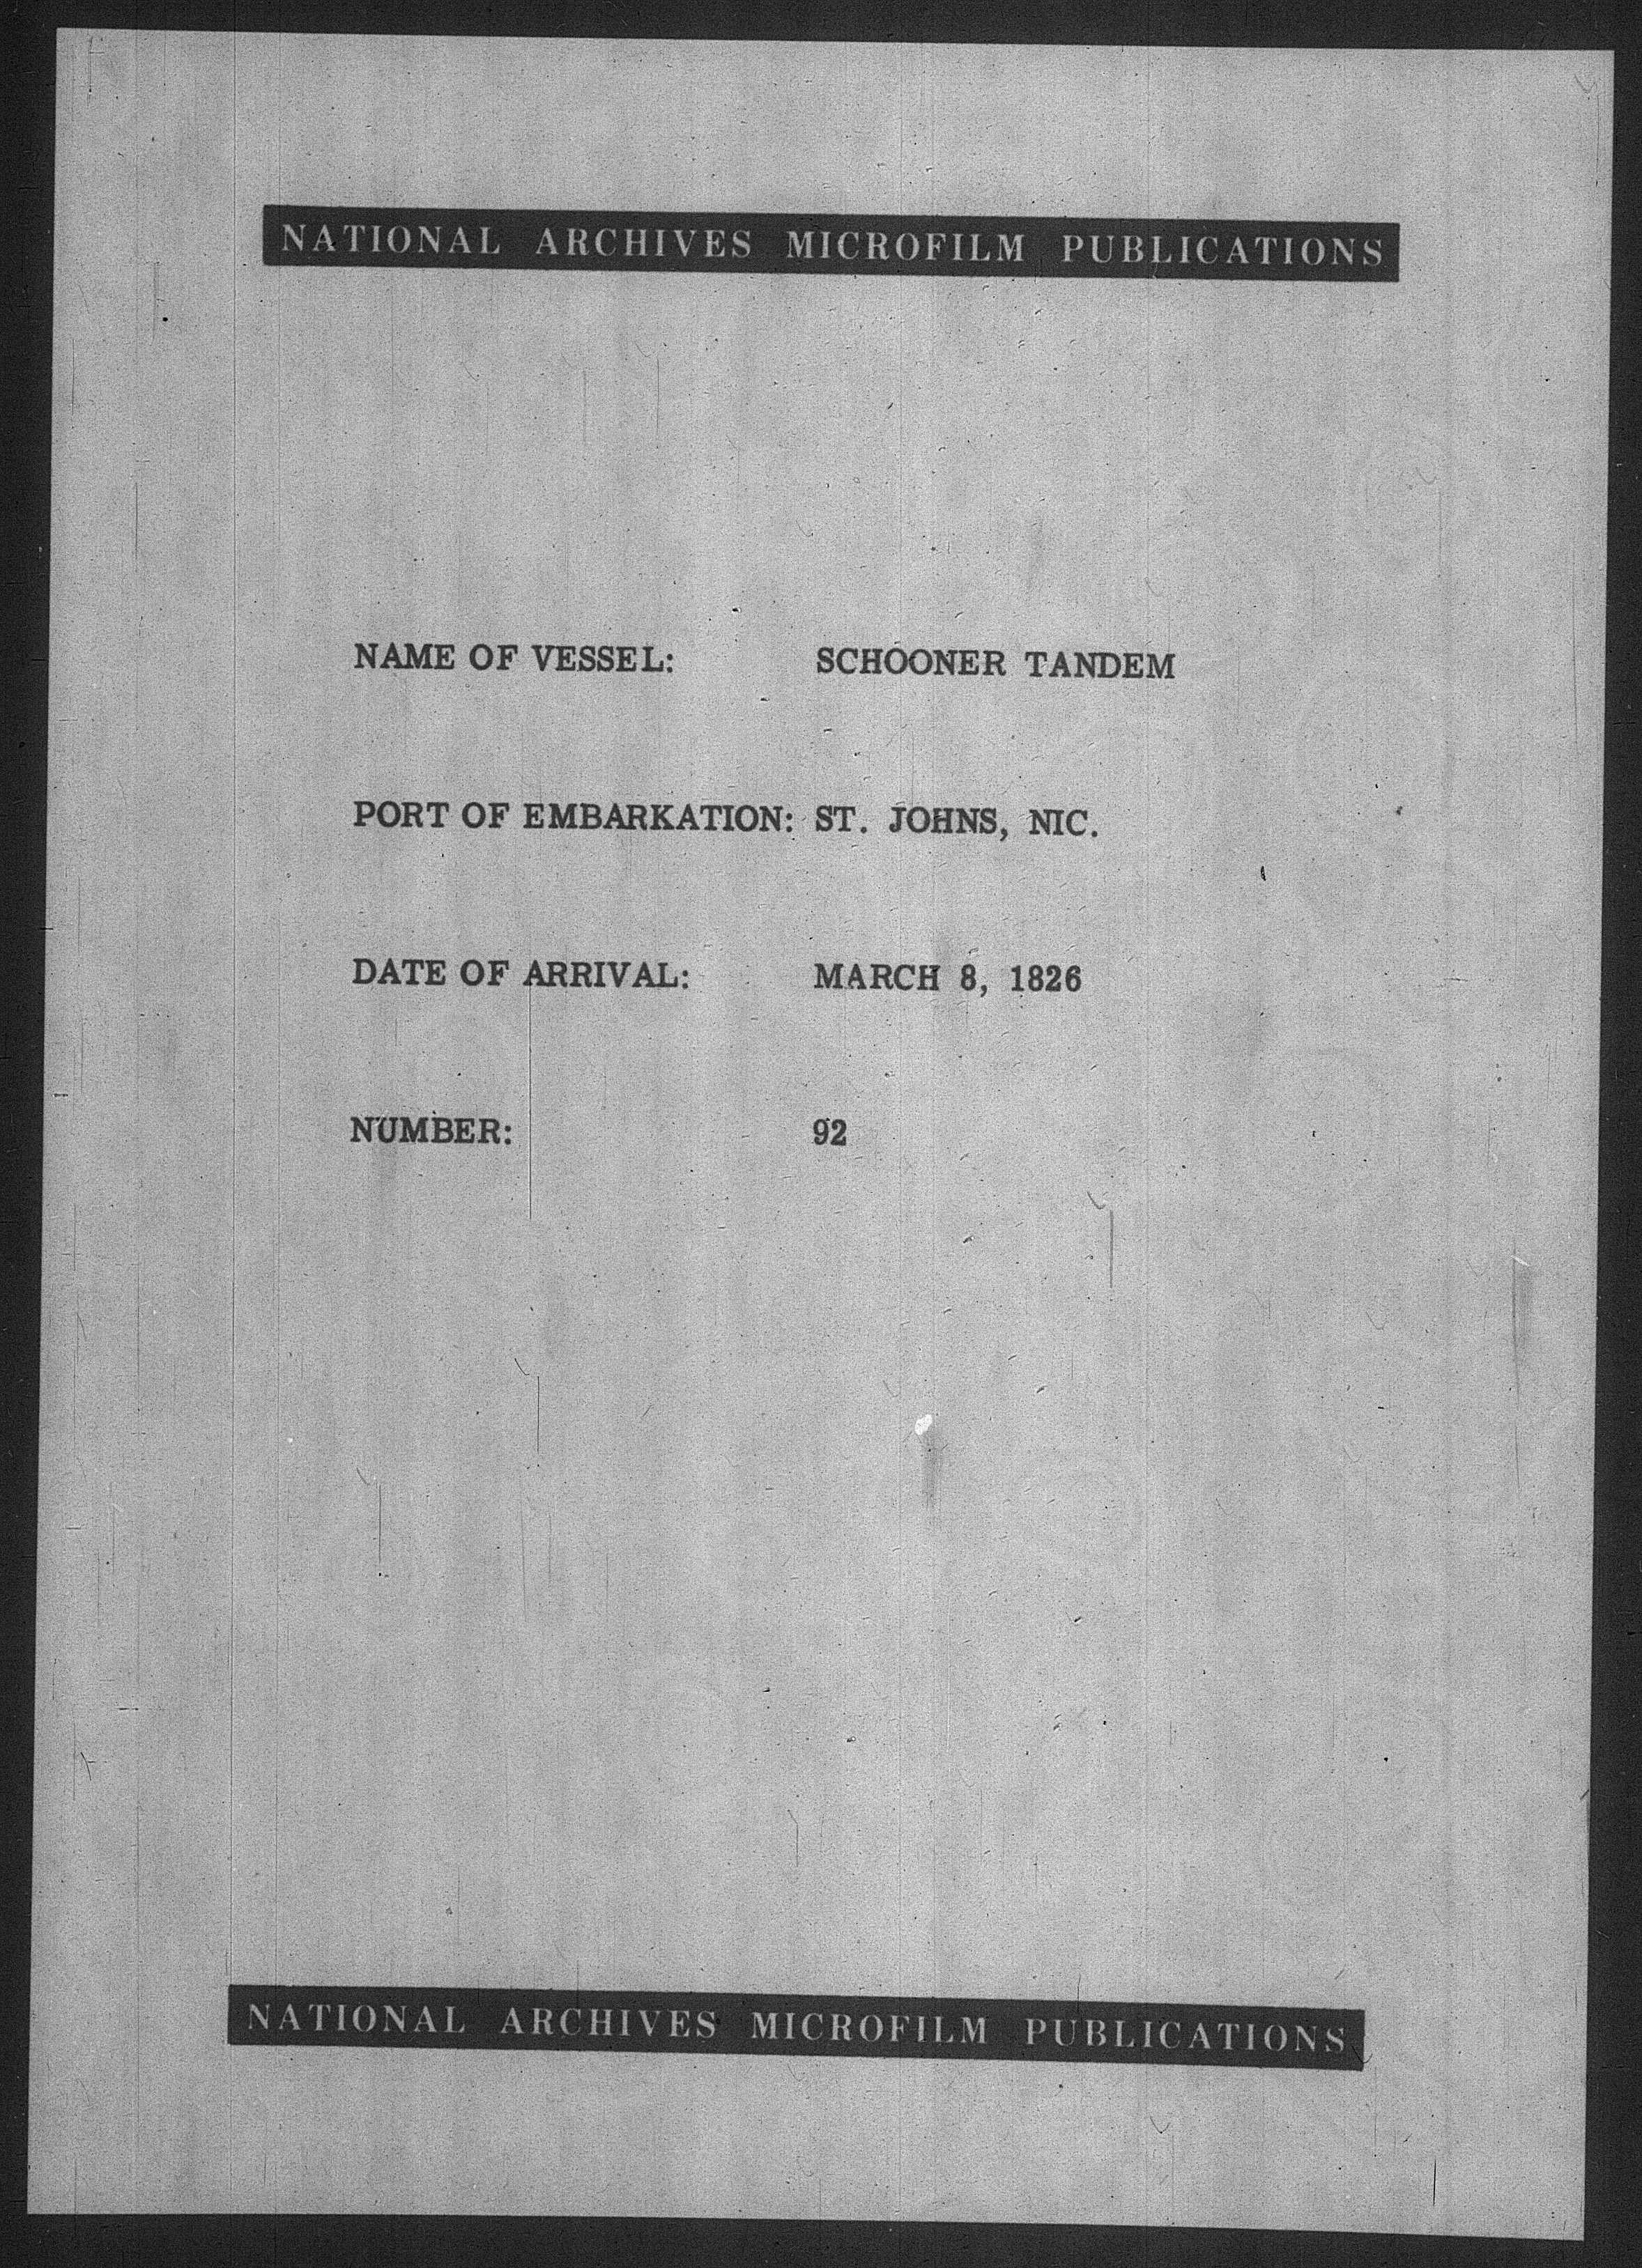 NATIONAL ARCHIVES MICROFILM PUBLICATIONS
NAME OF VESSEL: SCHOONER TANDEM
PORT OF EMBARKATION: ST. JOHNS, NIC.
DATE OF ARRIVAL: MARCH 8, 1826
NUMBER: 92
NATIONAL ARCHIVES MICROFILM PUBLICATIONS